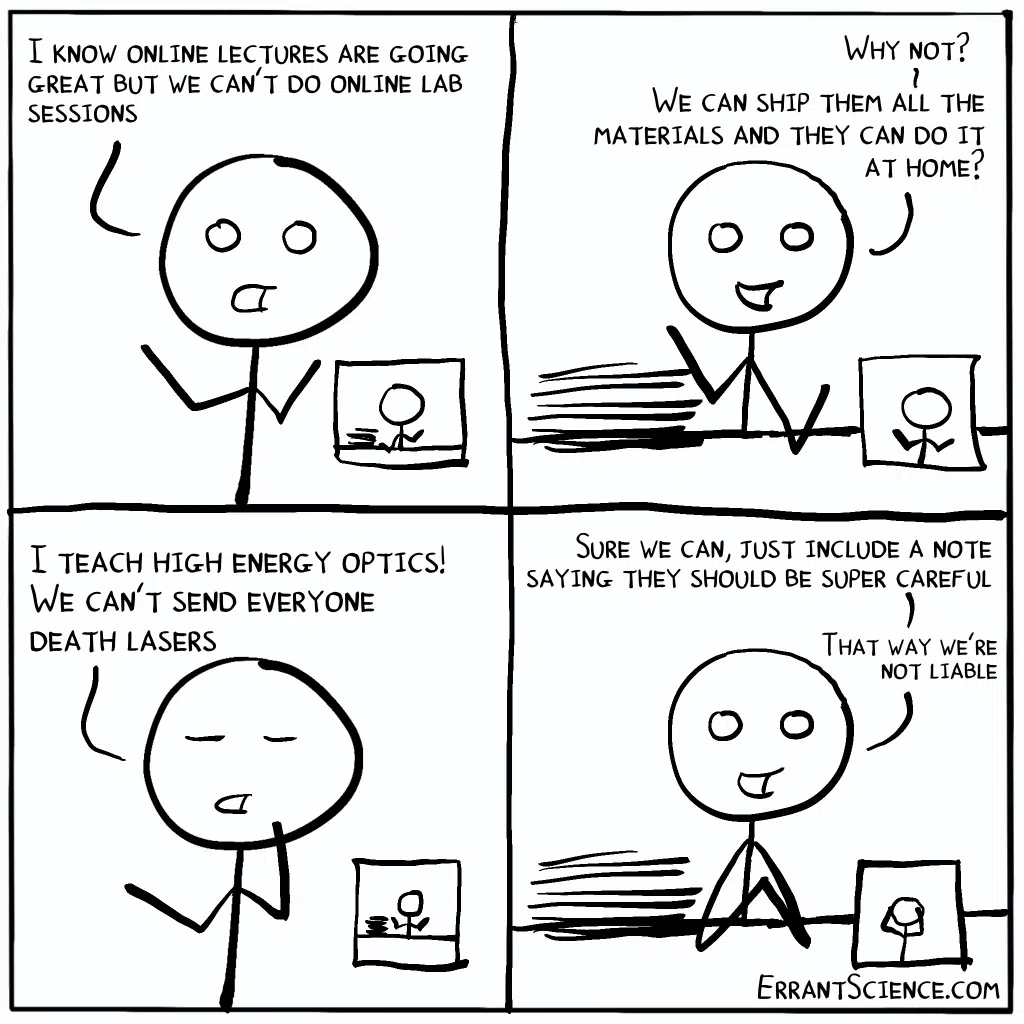 I KNOW ONLINE LECTURES ARE GOING
GREAT BUT WE CAN'T DO ONLINE LAB
SESSIONS
WHY NOT?
WE CAN SHIP THEM ALL THE
MATERIALS AND THEY CAN DO IT
AT HOME?
I TEACH HIGH ENERGY OPTICS!
WE CAN'T SEND EVERYONE
DEATH LASERS
SURE WE CAN, JUST INCLUDE A NOTE
SAYING THEY SHOULD BE SUPER CAREFUL
THAT WAY WE'RE
NOT LIABLE
ERRANTSCIENCE.COM